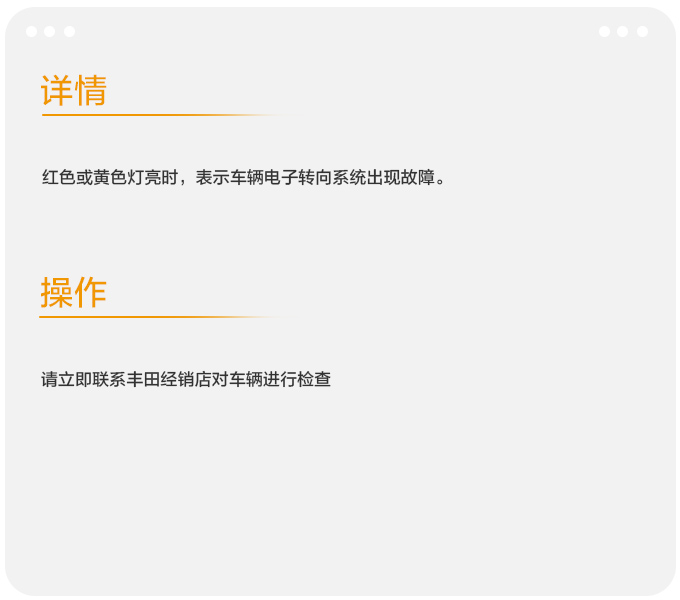 详情
红色或黄色灯亮时，表示车辆电子转向系统出现故障。
操作
请立即联系丰田经销店对车辆进行检查